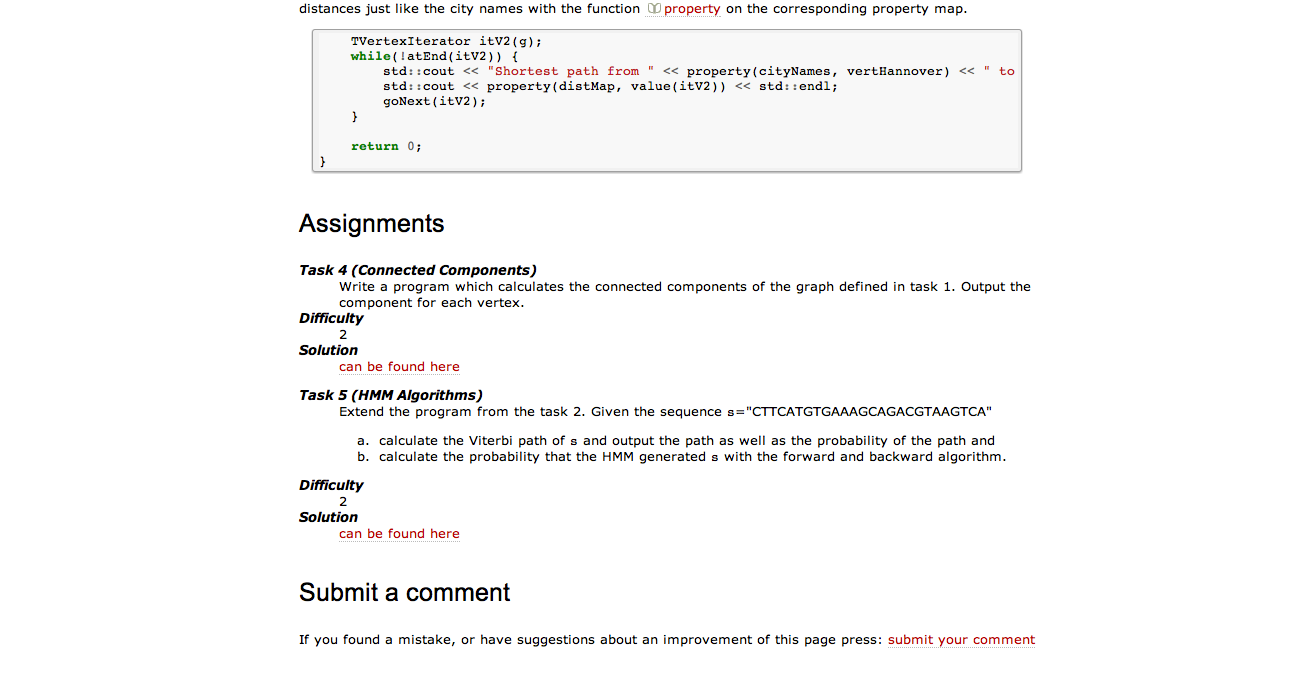 distances just like the city names with the function property on the corresponding property map.
TVertexIterator itV2(g);
while(!atEnd(itV2)) {
std::cout << "Shortest path from " << property(cityNames, vertHannover) << " to
std::cout << property(distMap, value(itV2)) << std::endl;
goNext(itV2);
}
return 0;
}
Assignments
Task 4 (Connected Components)
Write a program which calculates the connected components of the graph defined in task 1. Output the
component for each vertex.
Difficulty
2
Solution
can be found here
Task 5 (HMM Algorithms)
Extend the program from the task 2. Given the sequence s="CTTCATGTGAAAGCAGACGTAAGTCA"
a. calculate the Viterbi path of s and output the path as well as the probability of the path and
b. calculate the probability that the HMM generated s with the forward and backward algorithm.
Difficulty
2
Solution
can be found here
Submit a comment
If you found a mistake, or have suggestions about an improvement of this page press: submit your comment